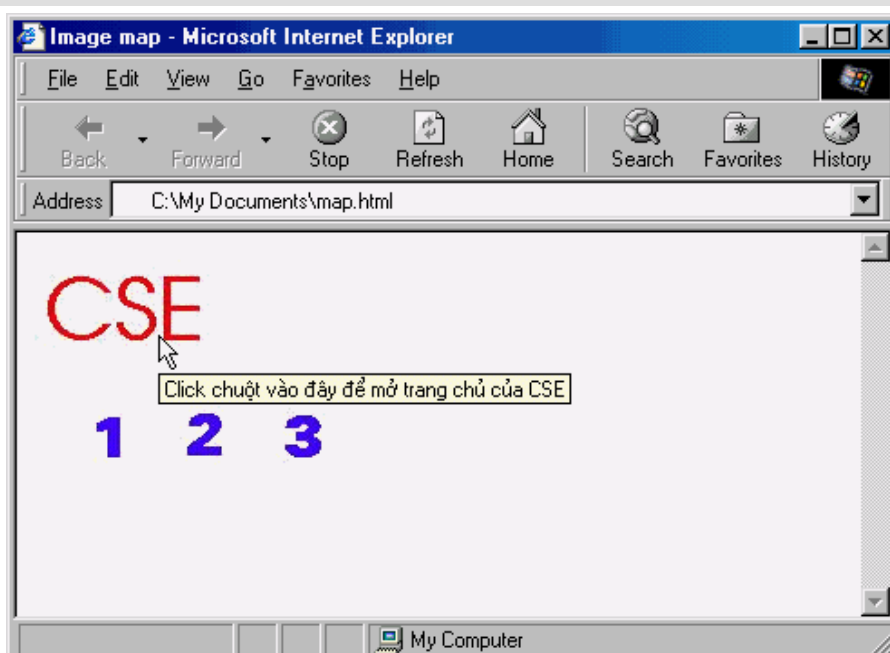 Image map - Microsoft Internet Explorer
File Edit View Go Favorites Help
Back Forward Stop Refresh Home Search Favorites History
Address C:\My Documents\map.html
CSE
Click chuột vào đây để mở trang chủ của CSE
1 2 3
My Computer